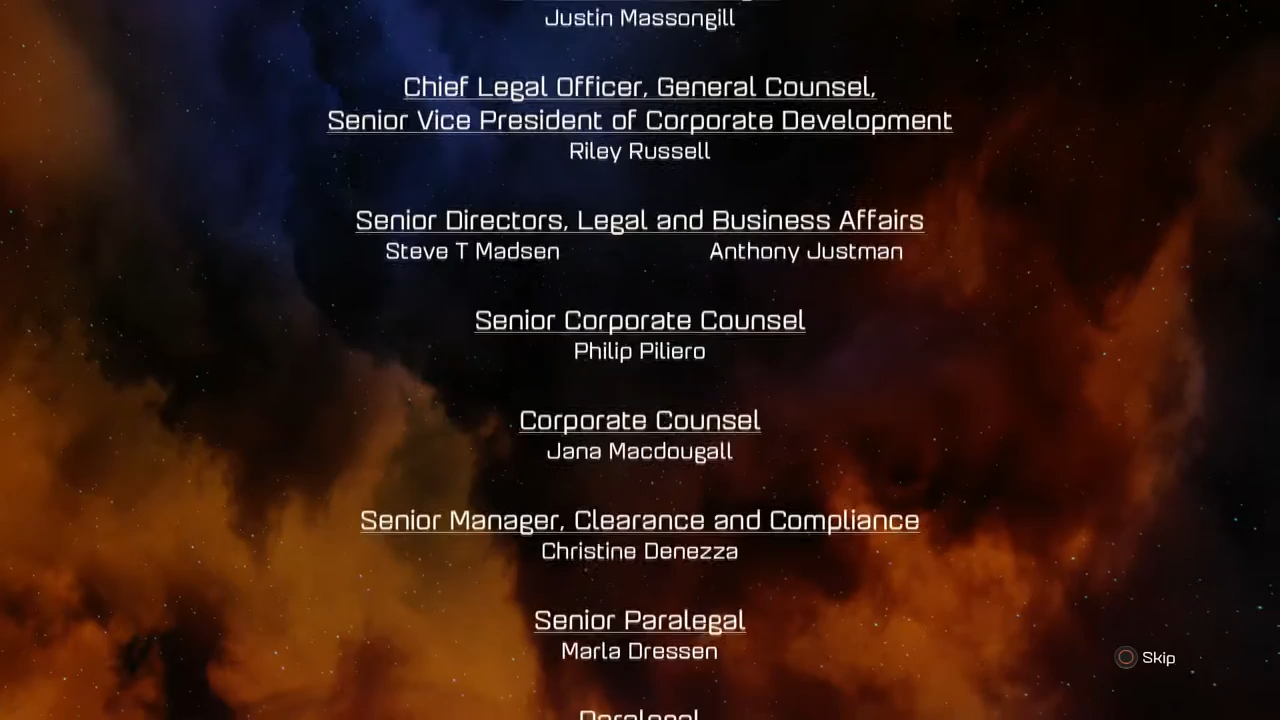 Justin Massongill
Chief Legal Officer, General Counsel,
Senior Vice President of Corporate Development
Riley Russell
Senior Directors, Legal and Business Affairs
Steve T Madsen Anthony Justman
Senior Corporate Counsel
Philip Piliero
Corporate Counsel
Jana Macdougall
Senior Manager, Clearance and Compliance
Christine Denezza
Senior Paralegal
Marla Dressen
Skip
Paralegal